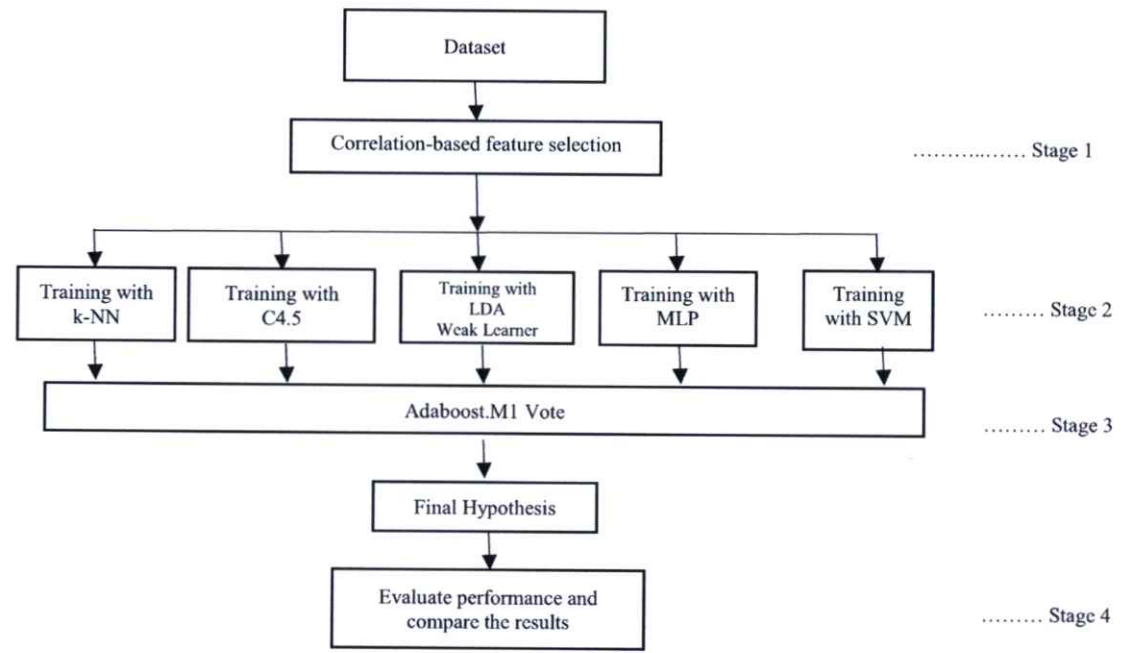 Dataset
Correlation-based feature selection
.................. Stage 1
Training with
k-NN
Training with
C4.5
Training with
LDA
Weak Learner
Training with
MLP
Training
with SVM
......... Stage 2
Adaboost.M1 Vote
......... Stage 3
Final Hypothesis
Evaluate performance and
compare the results
......... Stage 4